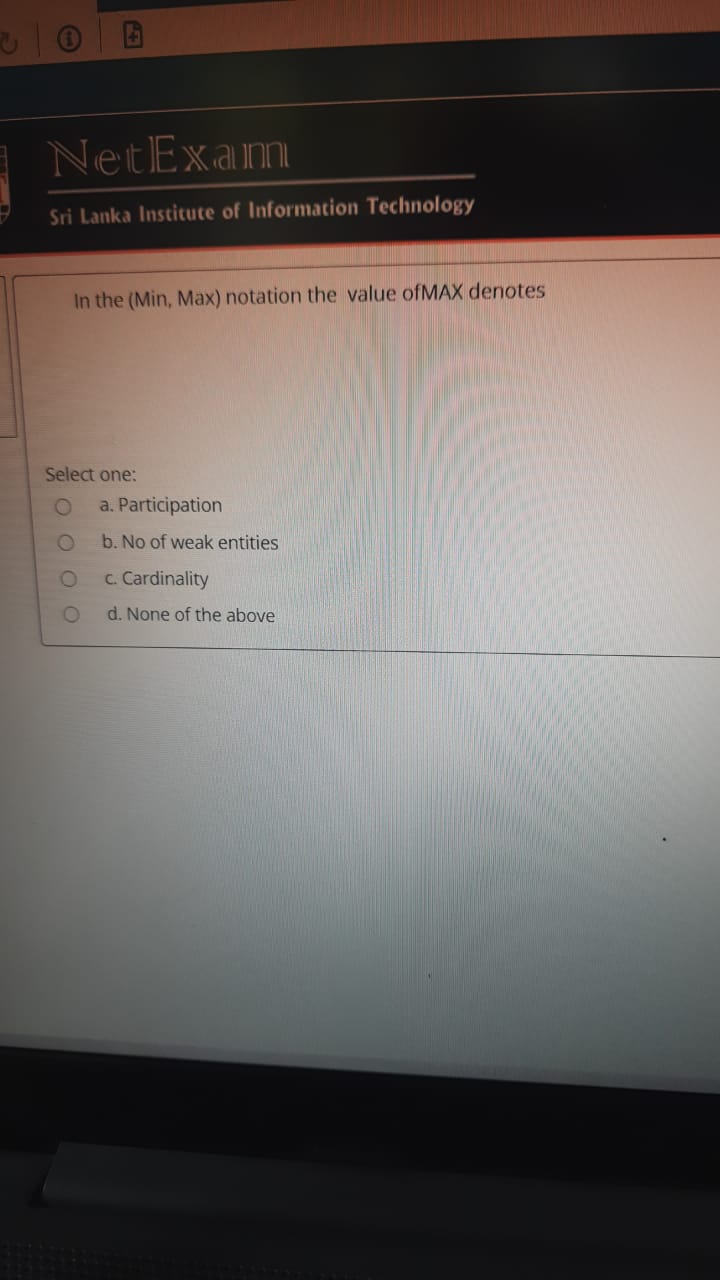 NetExam
Sri Lanka Institute of Information Technology
In the (Min, Max) notation the value ofMAX denotes
Select one:
a. Participation
b. No of weak entities
c. Cardinality
d. None of the above